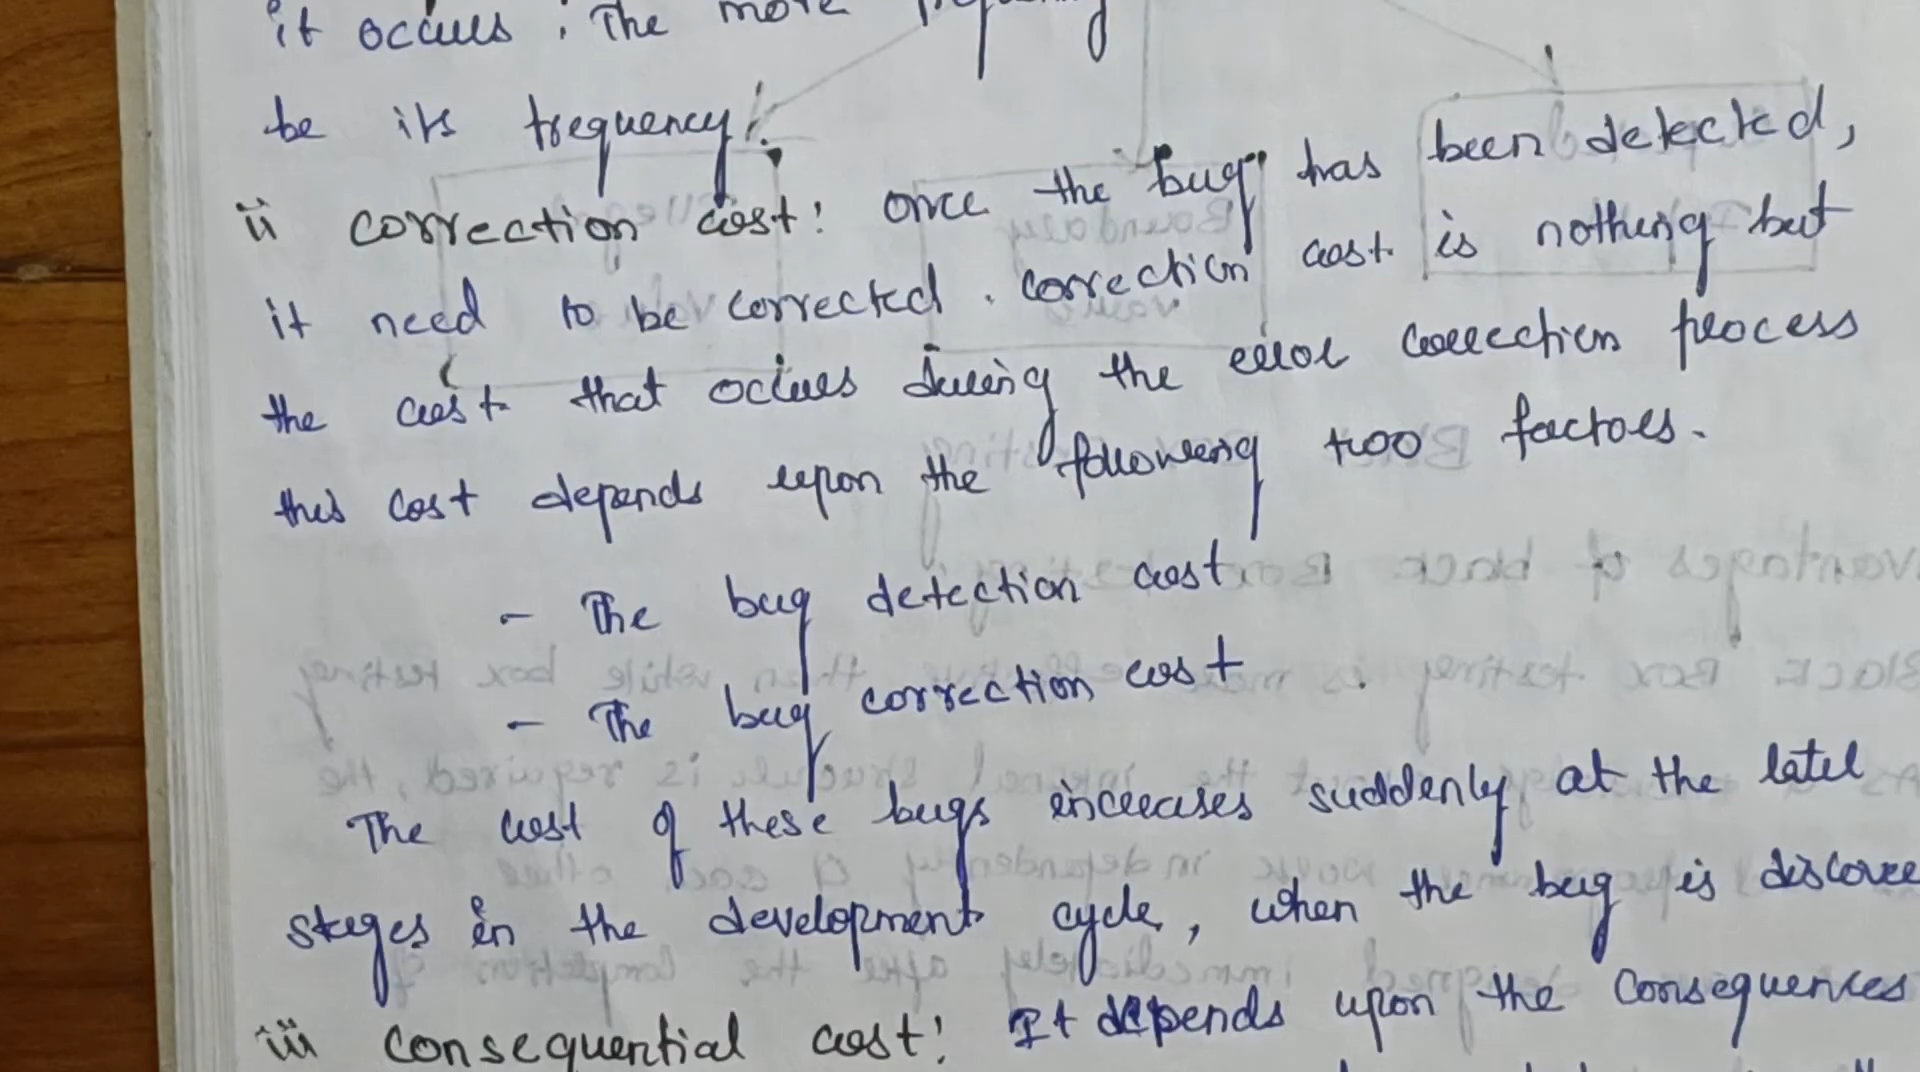 it occurs. The more
be its frequency.
ii correction cost: once the "bug" has been detected,
it need to be corrected. correction cost is nothing but
the cost that occurs during the error correction process
this cost depends upon the following two factors.
- The bug detection cost
- The bug correction cost
The cost of these bugs increases suddenly at the later
stages in the development cycle, when the bug is discove
iii consequential cost: It depends upon the consequences